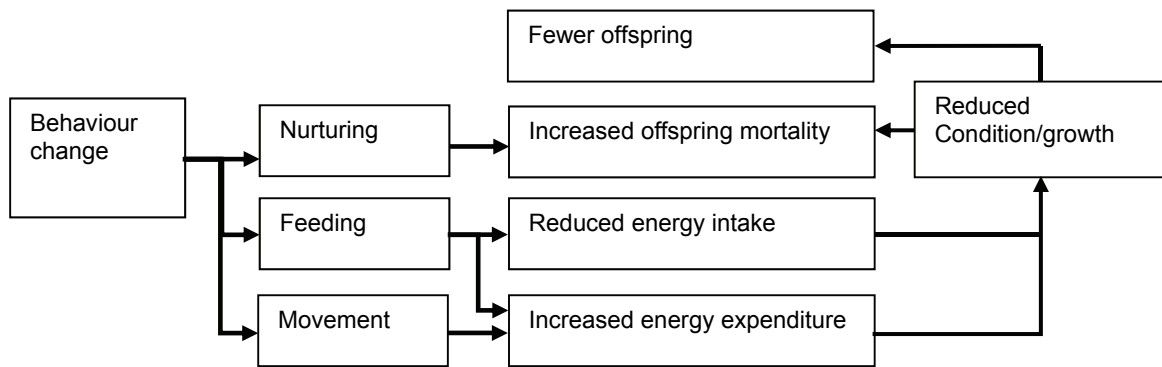 Fewer offspring
Behaviour
change
Nurturing
Increased offspring mortality
Reduced
Condition/growth
Feeding
Reduced energy intake
Movement
Increased energy expenditure